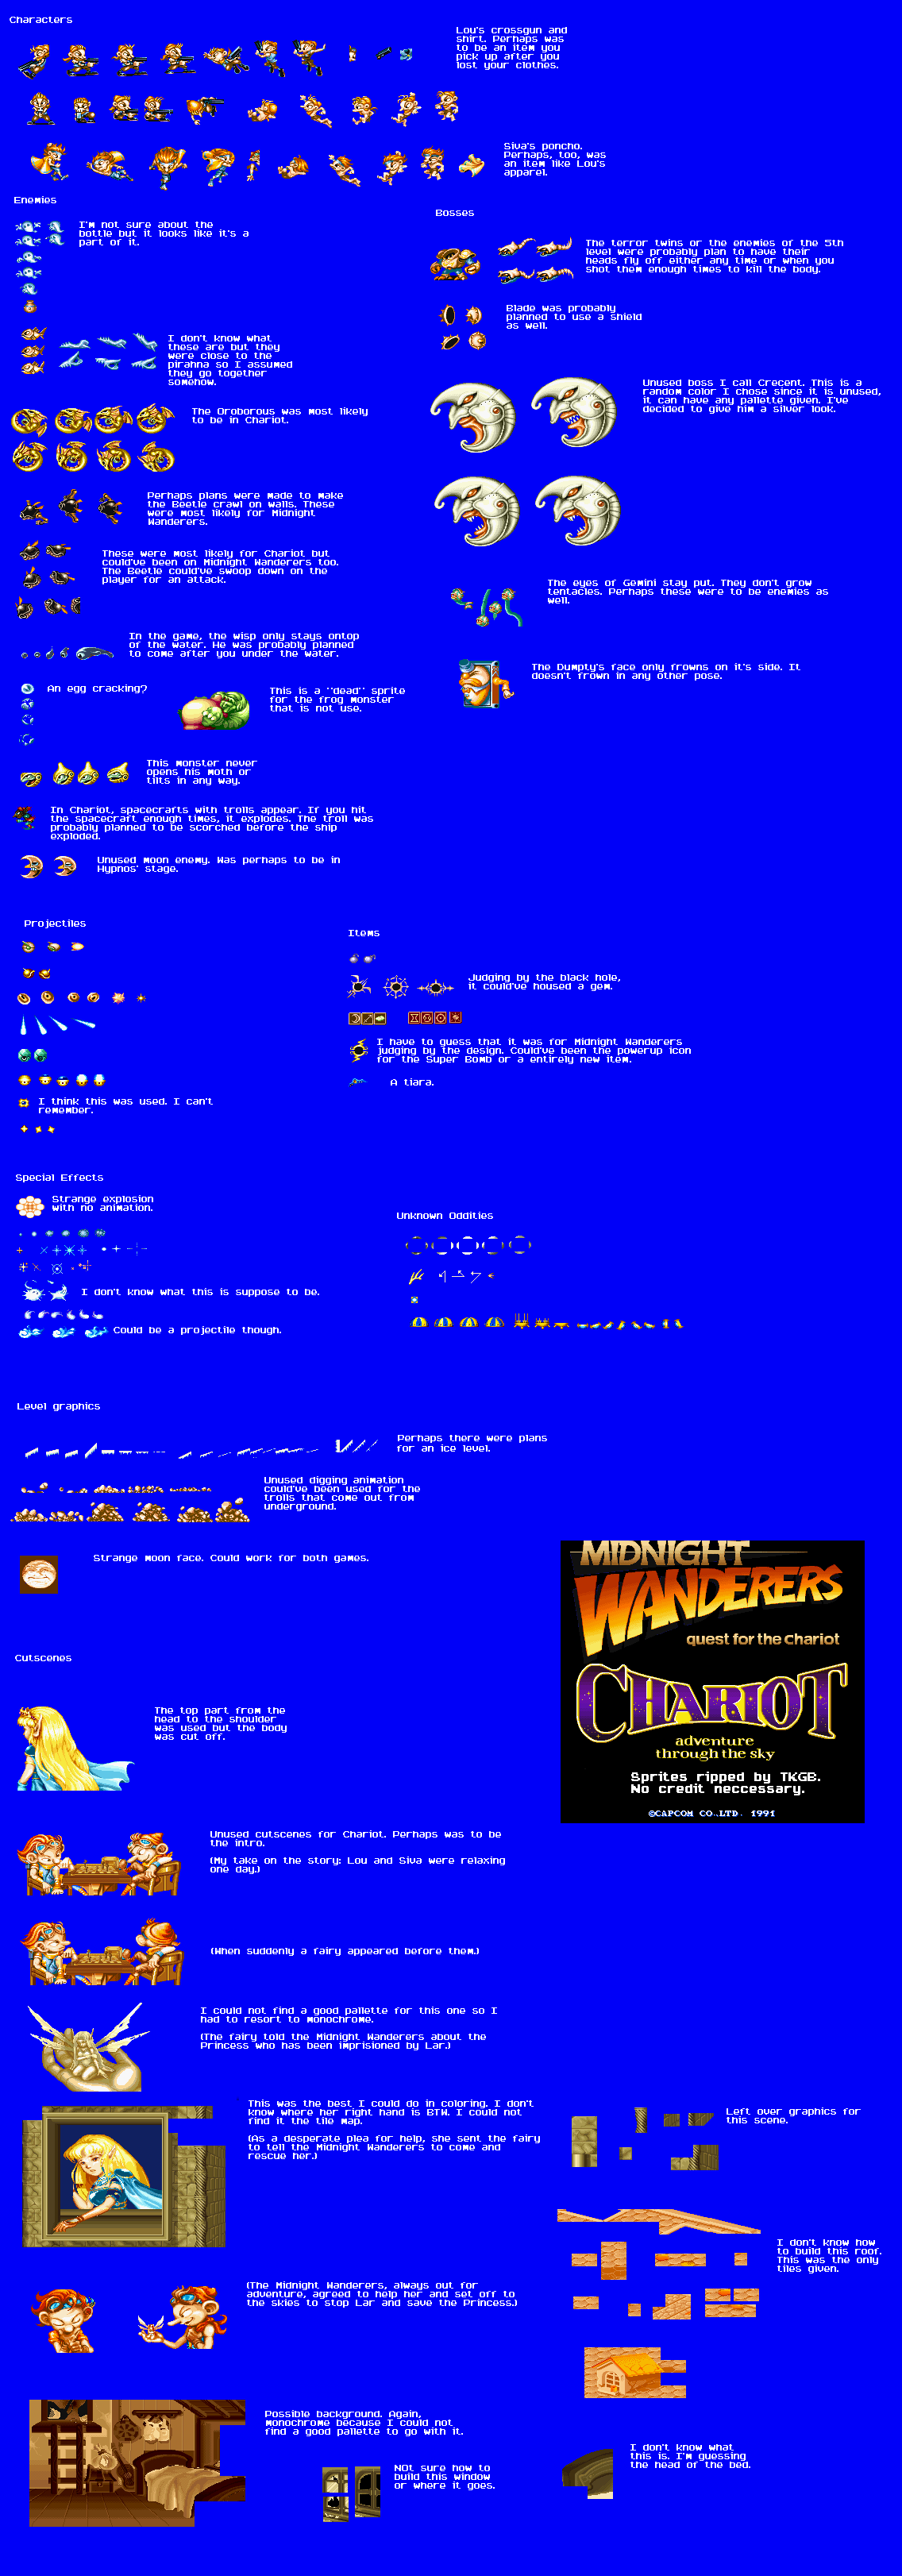 Characters
Lou's crossgun and
shirt. Perhaps was
to be an item you
pick up after you
lost your clothes.
Siva's poncho.
Perhaps, too, was
an item like Lou's
apparel.
Enemies
I'm not sure about the
bottle but it looks like it's a
part of it.
I don't know what
these are but they
were close to the
pirahna so I assumed
they go together
somehow.
The Oroborous was most likely
to be in Chariot.
Perhaps plans were made to make
the Beetle crawl on walls. These
were most likely for Midnight
Wanderers.
These were most likely for Chariot but
could've been on Midnight Wanderers too.
The Beetle could've swoop down on the
player for an attack.
In the game, the wisp only stays ontop
of the water. He was probably planned
to come after you under the water.
An egg cracking?
This is a "dead" sprite
for the frog monster
that is not use.
This monster never
opens his moth or
tilts in any way.
In Chariot, spacecrafts with trolls appear. If you hit
the spacecraft enough times, it explodes. The troll was
probably planned to be scorched before the ship
exploded.
Unused moon enemy. Was perhaps to be in
Hypnos' stage.
Bosses
The terror twins or the enemies of the 5th
level were probably plan to have their
heads fly off either any time or when you
shot them enough times to kill the body.
Blade was probably
planned to use a shield
as well.
Unused boss I call Crecent. This is a
random color I chose since it is unused,
it can have any pallete given. I've
decided to give him a silver look.
The eyes of Gemini stay put. They don't grow
tentacles. Perhaps these were to be enemies as
well.
The Dumpty's face only frowns on it's side. It
doesn't frown in any other pose.
Projectiles
I think this was used. I can't
remember.
Items
Judging by the black hole,
it could've housed a gem.
I have to guess that it was for Midnight Wanderers
judging by the design. Could've been the powerup icon
for the Super Bomb or a entirely new item.
A tiara.
Special Effects
Strange explosion
with no animation.
I don't know what this is suppose to be.
Could be a projectile though.
Unknown Oddities
Level graphics
Perhaps there were plans
for an ice level.
Unused digging animation
could've been used for the
trolls that come out from
underground.
Strange moon face. Could work for both games.
MIDNIGHT
WANDERERS
quest for the chariot
CHARIOT
adventure
through the sky
Sprites ripped by TKGB.
No credit neccessary.
©CAPCOM CO.,LTD. 1991
Cutscenes
The top part from the
head to the shoulder
was used but the body
was cut off.
Unused cutscenes for Chariot. Perhaps was to be
the intro.
(My take on the story: Lou and Siva were relaxing
one day.)
(When suddenly a fairy appeared before them.)
I could not find a good pallete for this one so I
had to resort to monochrome.
(The fairy told the Midnight Wanderers about the
Princess who has been imprisioned by Lar.)
This was the best I could do in coloring. I don't
know where her right hand is BTW. I could not
find it the tile map.
(As a desperate plea for help, she sent the fairy
to tell the Midnight Wanderers to come and
rescue her.)
Left over graphics for
this scene.
I don't know how
to build this roof.
This was the only
tiles given.
(The Midnight Wanderers, always out for
adventure, agreed to help her and set off to
the skies to stop Lar and save the Princess.)
Possible background. Again,
monochrome because I could not
find a good pallete to go with it.
NOt sure how to
build this window
or where it goes.
I don't know what
this is. I'm guessing
the head of the bed.